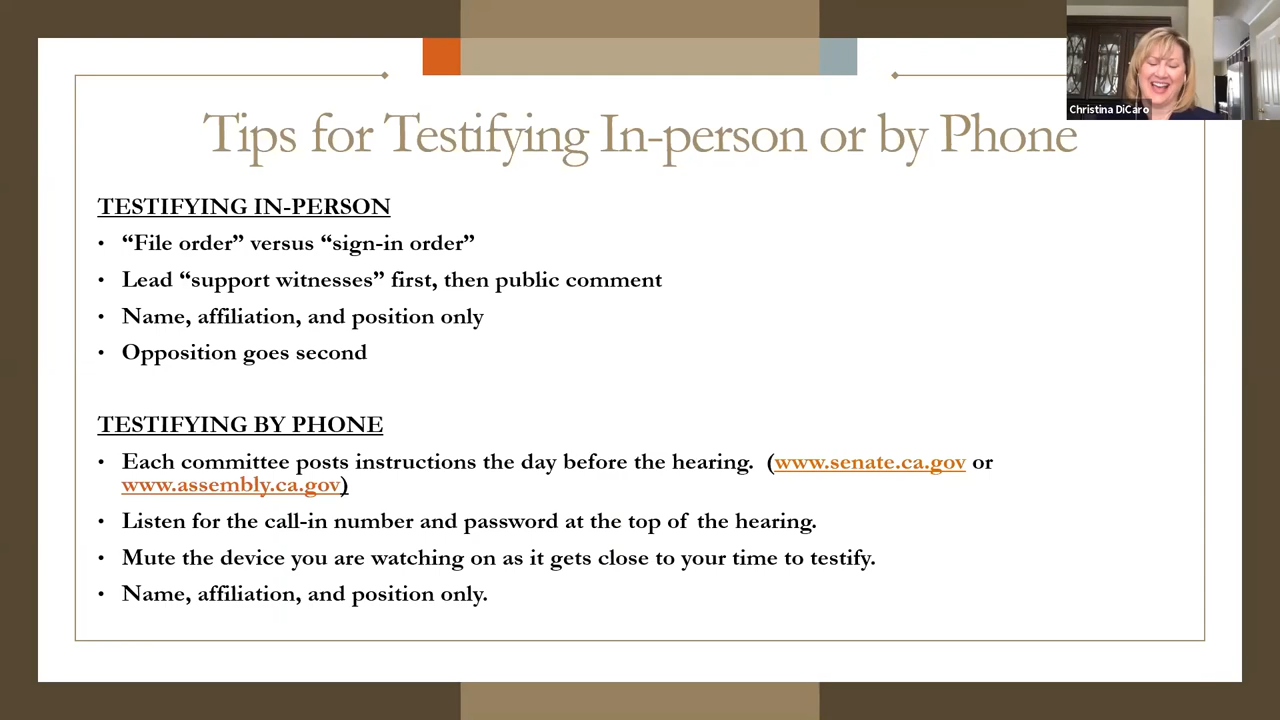 Christina DiCaro
Tips for Testifying In-person or by Phone
TESTIFYING IN-PERSON
• “File order” versus “sign-in order”
• Lead “support witnesses” first, then public comment
• Name, affiliation, and position only
• Opposition goes second
TESTIFYING BY PHONE
• Each committee posts instructions the day before the hearing. (www.senate.ca.gov or
www.assembly.ca.gov)
• Listen for the call-in number and password at the top of the hearing.
• Mute the device you are watching on as it gets close to your time to testify.
• Name, affiliation, and position only.